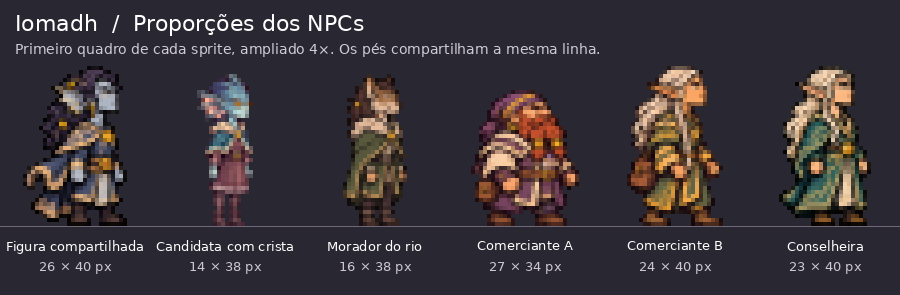 Iomadh / Proporções dos NPCs
Primeiro quadro de cada sprite, ampliado 4×. Os pés compartilham a mesma linha.
Figura compartilhada
26 × 40 px
Candidata com crista
14 × 38 px
Morador do rio
16 × 38 px
Comerciante A
27 × 34 px
Comerciante B
24 × 40 px
Conselheira
23 × 40 px